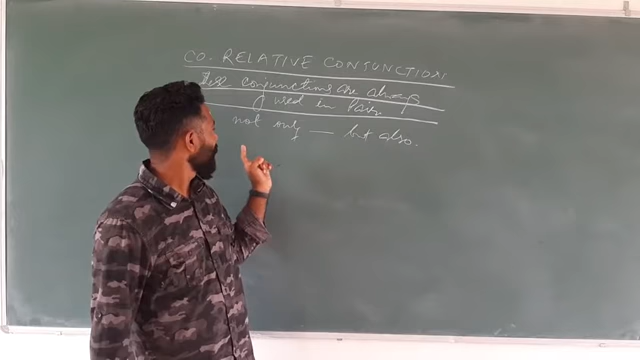 CO. RELATIVE CONJUNCTION
These conjunctions are always
used in Pairs.
not only — but also.